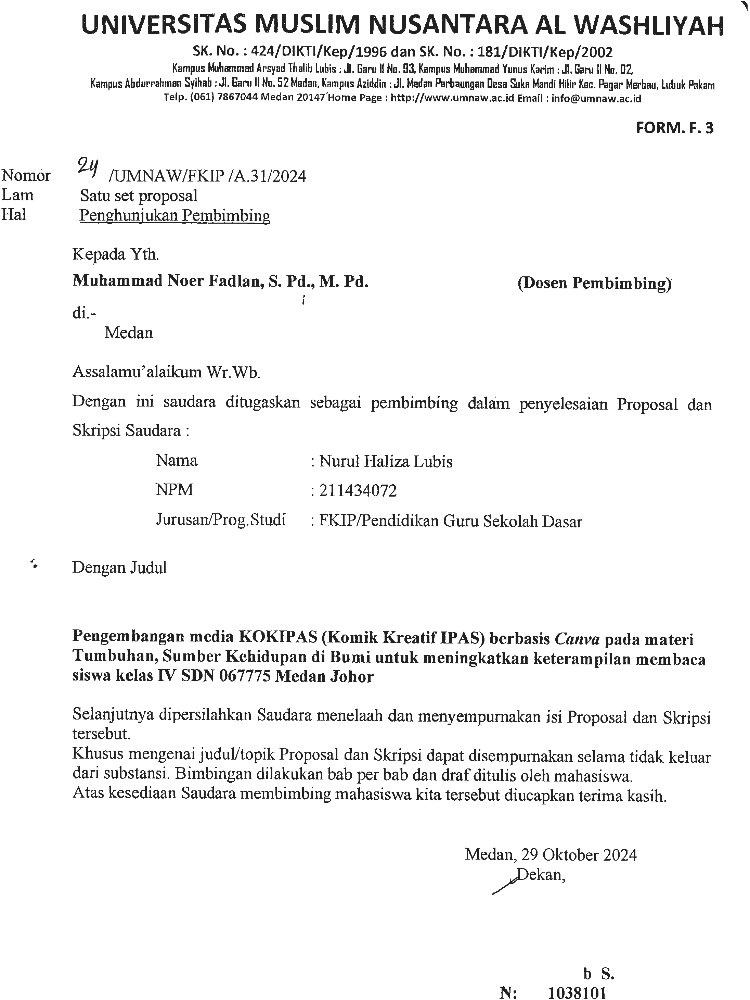 UNIVERSITAS MUSLIM NUSANTARA AL WASHLIYAH
SK. No. : 424/DIKTI/Kep/1996 dan SK. No. : 181/DIKTI/Kep/2002
Kampus Muhammad Arsyad Thalib Lubis : Jl. Garu II No. 93, Kampus Muhammad Yunus Karim : Jl. Garu II No. 02,
Kampus Abdurrahman Syihab : Jl. Garu II No. 52 Medan, Kampus Aziddin : Jl. Medan Perbaungan Desa Suka Mandi Hilir Kec. Pagar Merbau, Lubuk Pakam
Telp. (061) 7867044 Medan 20147 Home Page : http://www.umnaw.ac.id Email : info@umnaw.ac.id
FORM. F. 3
Nomor 24 /UMNAW/FKIP /A.31/2024
Lam Satu set proposal
Hal Penghunjukan Pembimbing
Kepada Yth.
Muhammad Noer Fadlan, S. Pd., M. Pd. (Dosen Pembimbing)
di.-
Medan
Assalamu’alaikum Wr.Wb.
Dengan ini saudara ditugaskan sebagai pembimbing dalam penyelesaian Proposal dan
Skripsi Saudara :
Nama : Nurul Haliza Lubis
NPM : 211434072
Jurusan/Prog.Studi : FKIP/Pendidikan Guru Sekolah Dasar
Dengan Judul
Pengembangan media KOKIPAS (Komik Kreatif IPAS) berbasis Canva pada materi
Tumbuhan, Sumber Kehidupan di Bumi untuk meningkatkan keterampilan membaca
siswa kelas IV SDN 067775 Medan Johor
Selanjutnya dipersilahkan Saudara menelaah dan menyempurnakan isi Proposal dan Skripsi
tersebut.
Khusus mengenai judul/topik Proposal dan Skripsi dapat disempurnakan selama tidak keluar
dari substansi. Bimbingan dilakukan bab per bab dan draf ditulis oleh mahasiswa.
Atas kesediaan Saudara membimbing mahasiswa kita tersebut diucapkan terima kasih.
Medan, 29 Oktober 2024
Dekan,
b S.
N: 1038101